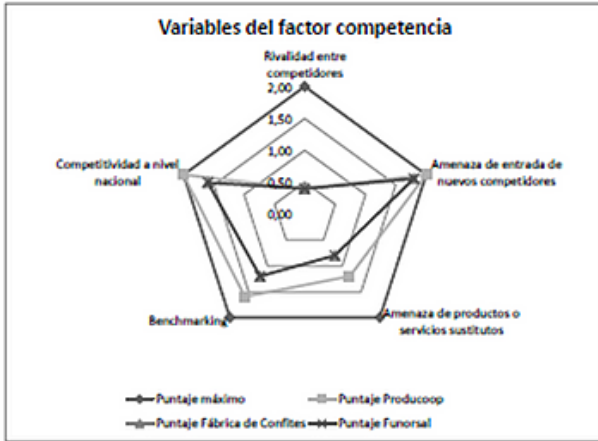 Variables del factor competencia
Rivalidad entre
competidores
2,00
1,50
1,00
0,50
0,00
Competitividad a nivel
nacional
Amenaza de entrada de
nuevos competidores
Benchmarking
Amenaza de productos o
servicios sustitutos
Puntaje máximo
Puntaje Producoop
Puntaje Fábrica de Confites
Puntaje Funorsal